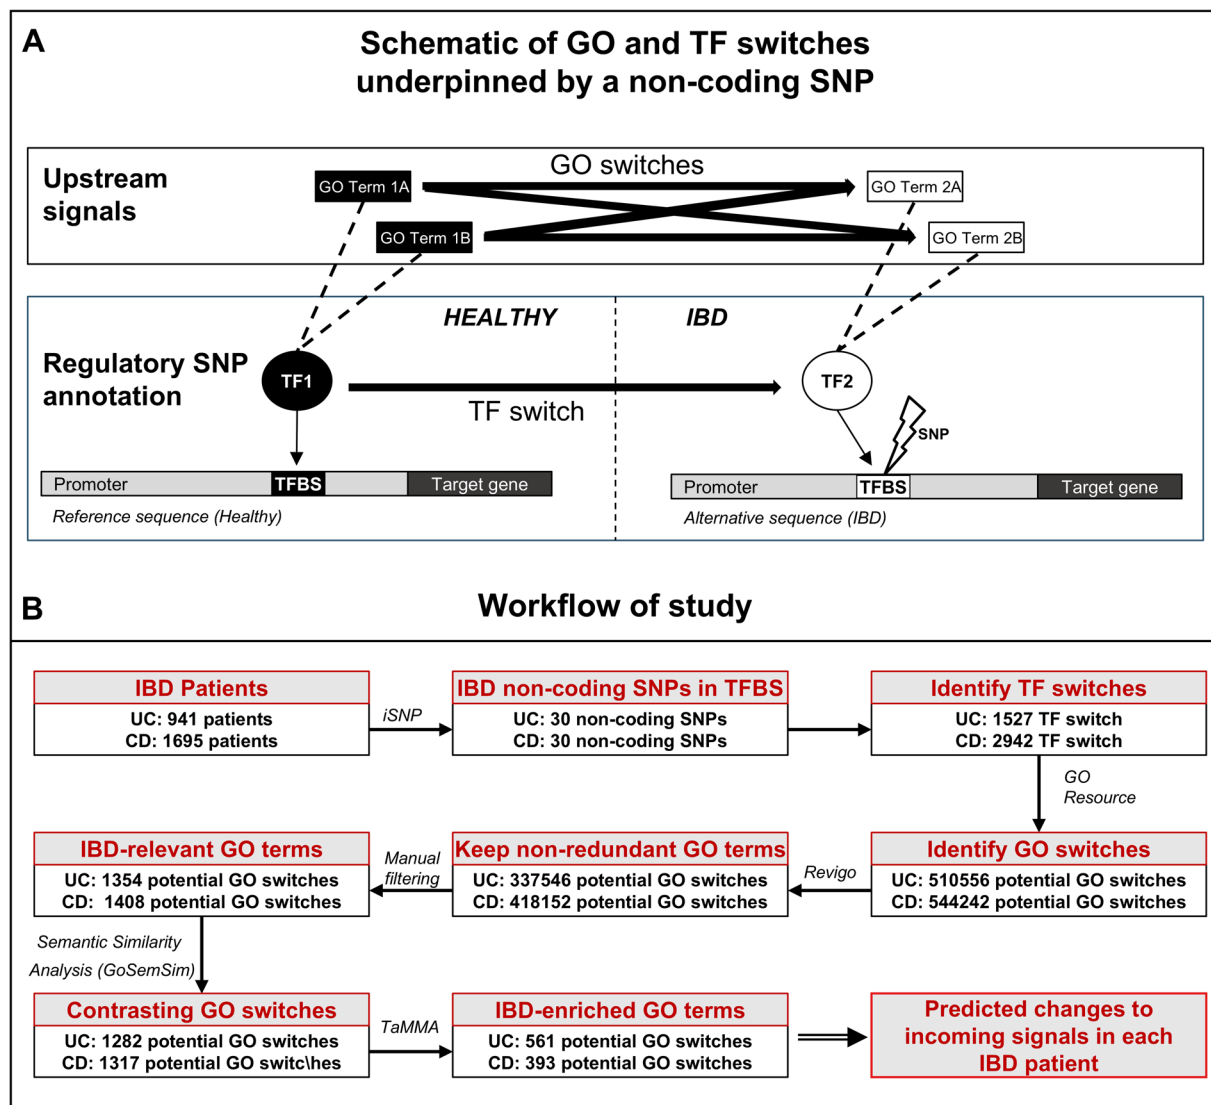 A
Schematic of GO and TF switches
underpinned by a non-coding SNP
Upstream
signals
GO switches
GO Term 1A
GO Term 2A
GO Term 1B
GO Term 2B
HEALTHY
IBD
Regulatory SNP
annotation
TF1
TF2
TF switch
SNP
Promoter
TFBS
Target gene
Reference sequence (Healthy)
Promoter
TFBS
Target gene
Alternative sequence (IBD)
B
Workflow of study
IBD Patients
UC: 941 patients
CD: 1695 patients
iSNP
IBD non-coding SNPs in TFBS
UC: 30 non-coding SNPs
CD: 30 non-coding SNPs
Identify TF switches
UC: 1527 TF switch
CD: 2942 TF switch
GO
Resource
Identify GO switches
UC: 510556 potential GO switches
CD: 544242 potential GO switches
Revigo
Keep non-redundant GO terms
UC: 337546 potential GO switches
CD: 418152 potential GO switches
Manual
filtering
IBD-relevant GO terms
UC: 1354 potential GO switches
CD: 1408 potential GO switches
Semantic Similarity
Analysis (GoSemSim)
Contrasting GO switches
UC: 1282 potential GO switches
CD: 1317 potential GO switc\hes
TaMMA
IBD-enriched GO terms
UC: 561 potential GO switches
CD: 393 potential GO switches
Predicted changes to
incoming signals in each
IBD patient